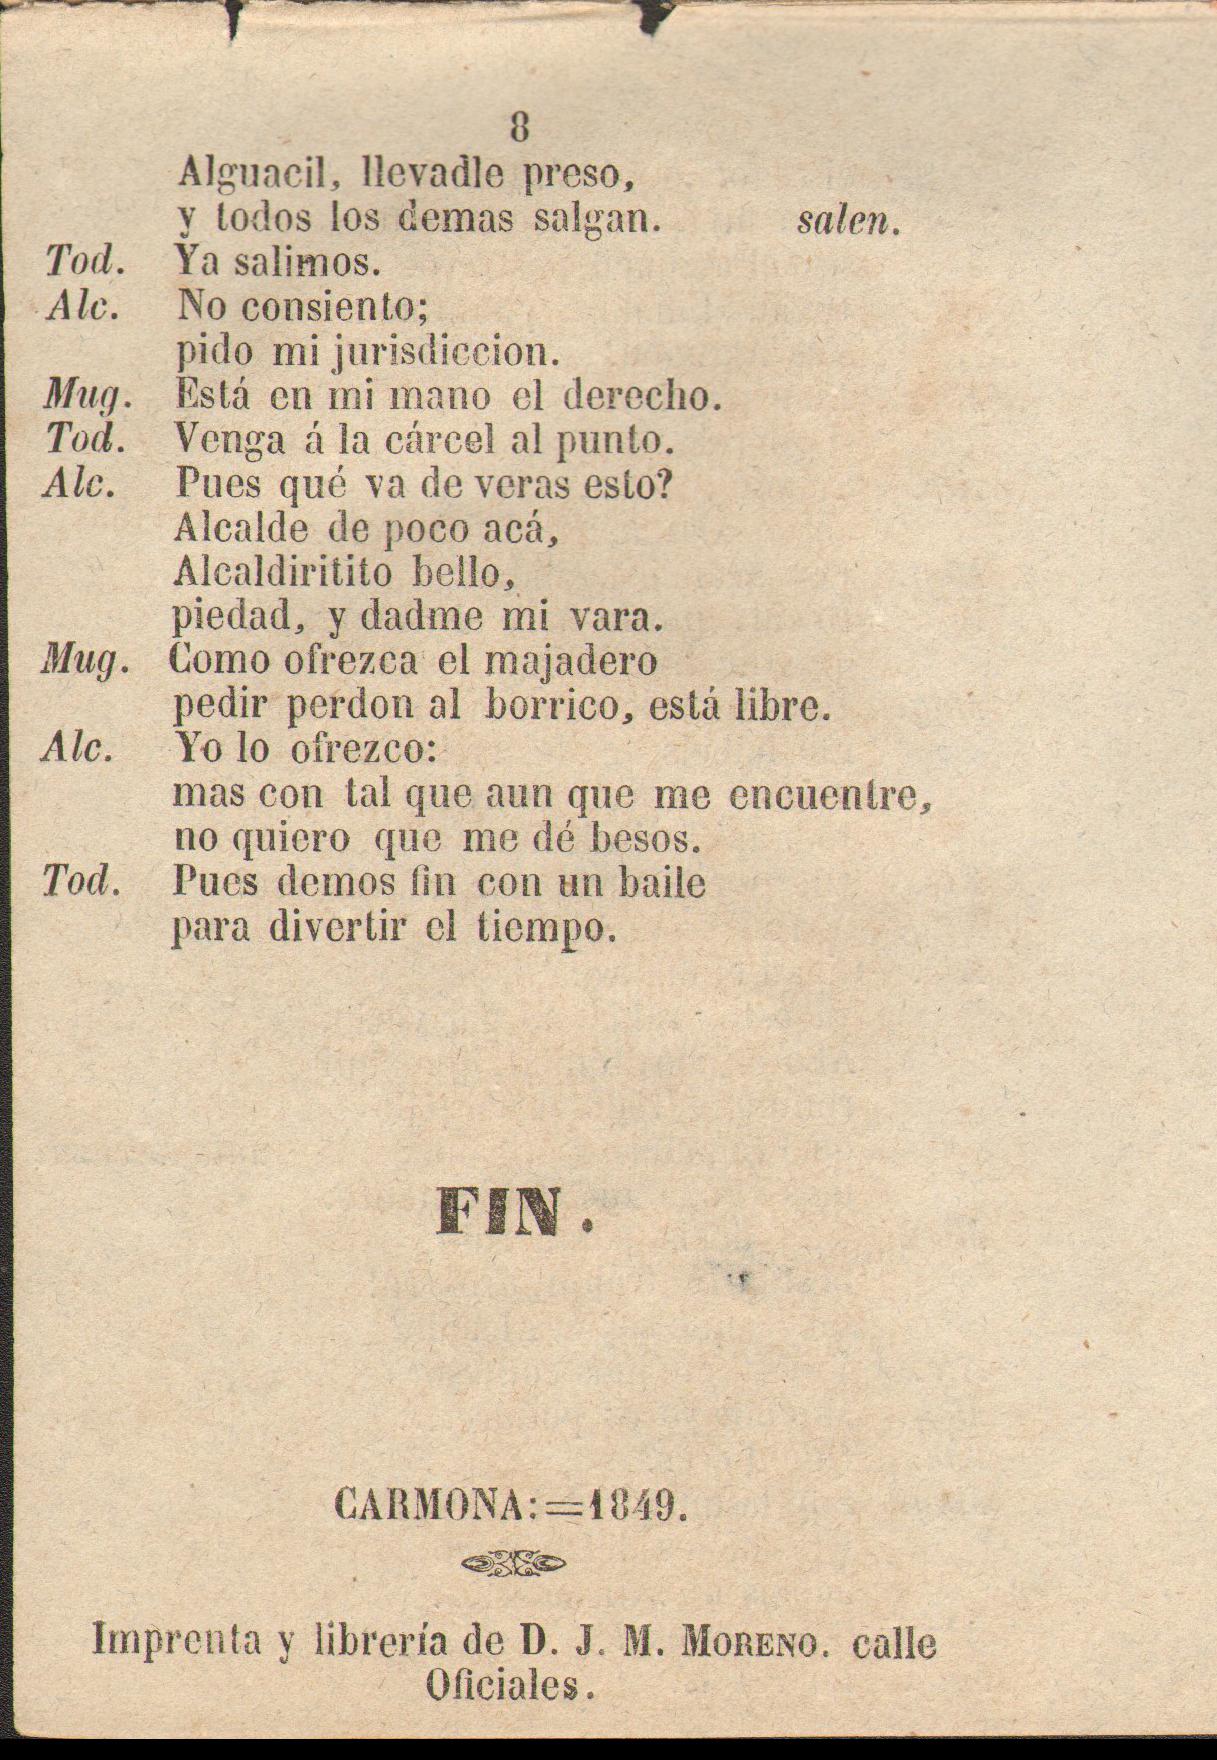 8
Alguacil, llevadle preso,
y todos los demas salgan. salen.
Tod. Ya salimos.
Alc. No consiento;
pido mi jurisdiccion.
Mug. Está en mi mano el derecho.
Tod. Venga á la cárcel al punto.
Alc. Pues qué va de veras esto?
Alcalde de poco acá,
Alcaldiritito bello,
piedad, y dadme mi vara.
Mug. Como ofrezca el majadero
pedir perdon al borrico, está libre.
Alc. Yo lo ofrezco:
mas con tal que aun que me encuentre,
no quiero que me dé besos.
Tod. Pues demos fin con un baile
para divertir el tiempo.
FIN.
CARMONA:=1849.
Imprenta y librería de D. J. M. MORENO. calle
Oficiales.